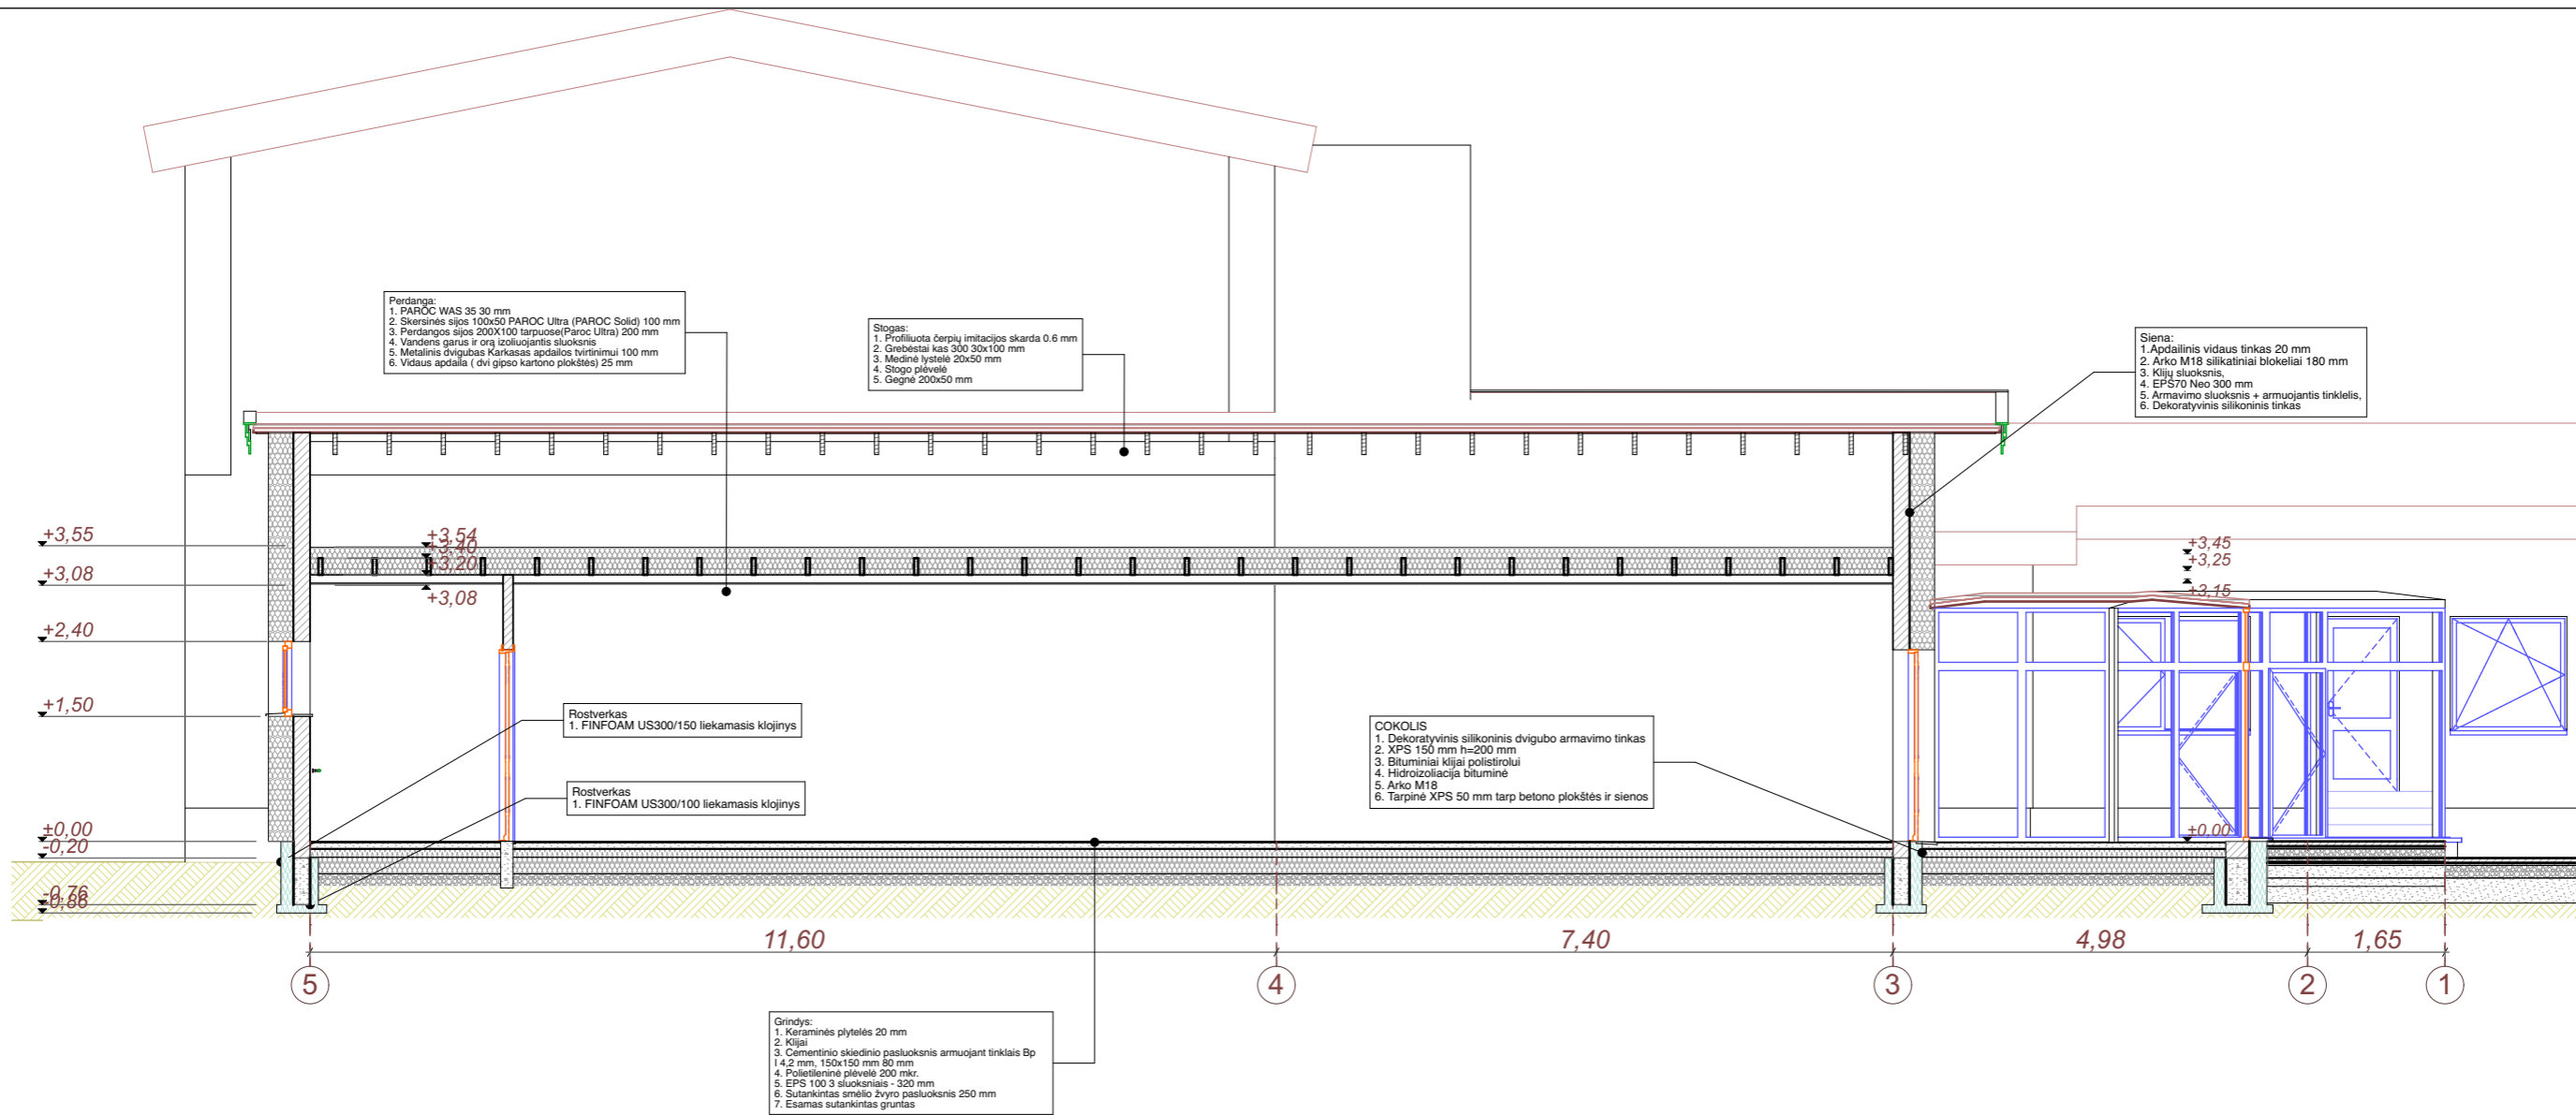 Perdanga:
1. PAROC WAS 35 30 mm
2. Skersinės sijos 100x50 PAROC Ultra (PAROC Solid) 100 mm
3. Perdangos sijos 200X100 tarpuose(Paroc Ultra) 200 mm
4. Vandens garus ir orą izoliuojantis sluoksnis
5. Metalinis dvigubas Karkasas apdailos tvirtinimui 100 mm
6. Vidaus apdaila ( dvi gipso kartono plokštės) 25 mm
Stogas:
1. Profiliuota čerpių imitacijos skarda 0.6 mm
2. Grebėstai kas 300 30x100 mm
3. Medinė lystelė 20x50 mm
4. Stogo plėvelė
5. Gegnė 200x50 mm
Siena:
1.Apdailinis vidaus tinkas 20 mm
2. Arko M18 silikatiniai blokeliai 180 mm
3. Klijų sluoksnis,
4. EPS70 Neo 300 mm
5. Armavimo sluoksnis + armuojantis tinklelis,
6. Dekoratyvinis silikoninis tinkas
+3,55
+3,08
+2,40
+1,50
±0,00
-0,20
-0,76
-0,86
+3,54
+3,40
+3,20
+3,08
+3,45
+3,25
+3,15
±0,00
Rostverkas
1. FINFOAM US300/150 liekamasis klojinys
Rostverkas
1. FINFOAM US300/100 liekamasis klojinys
COKOLIS
1. Dekoratyvinis silikoninis dvigubo armavimo tinkas
2. XPS 150 mm h=200 mm
3. Bituminiai klijai polistirolui
4. Hidroizoliacija bituminė
5. Arko M18
6. Tarpinė XPS 50 mm tarp betono plokštės ir sienos
11,60
7,40
4,98
1,65
5
4
3
2
1
Grindys:
1. Keraminės plytelės 20 mm
2. Klijai
3. Cementinio skiedinio pasluoksnis armuojant tinklais Bp
I 4,2 mm, 150x150 mm 80 mm
4. Polietileninė plėvelė 200 mkr.
5. EPS 100 3 sluoksniais - 320 mm
6. Sutankintas smėlio žvyro pasluoksnis 250 mm
7. Esamas sutankintas gruntas